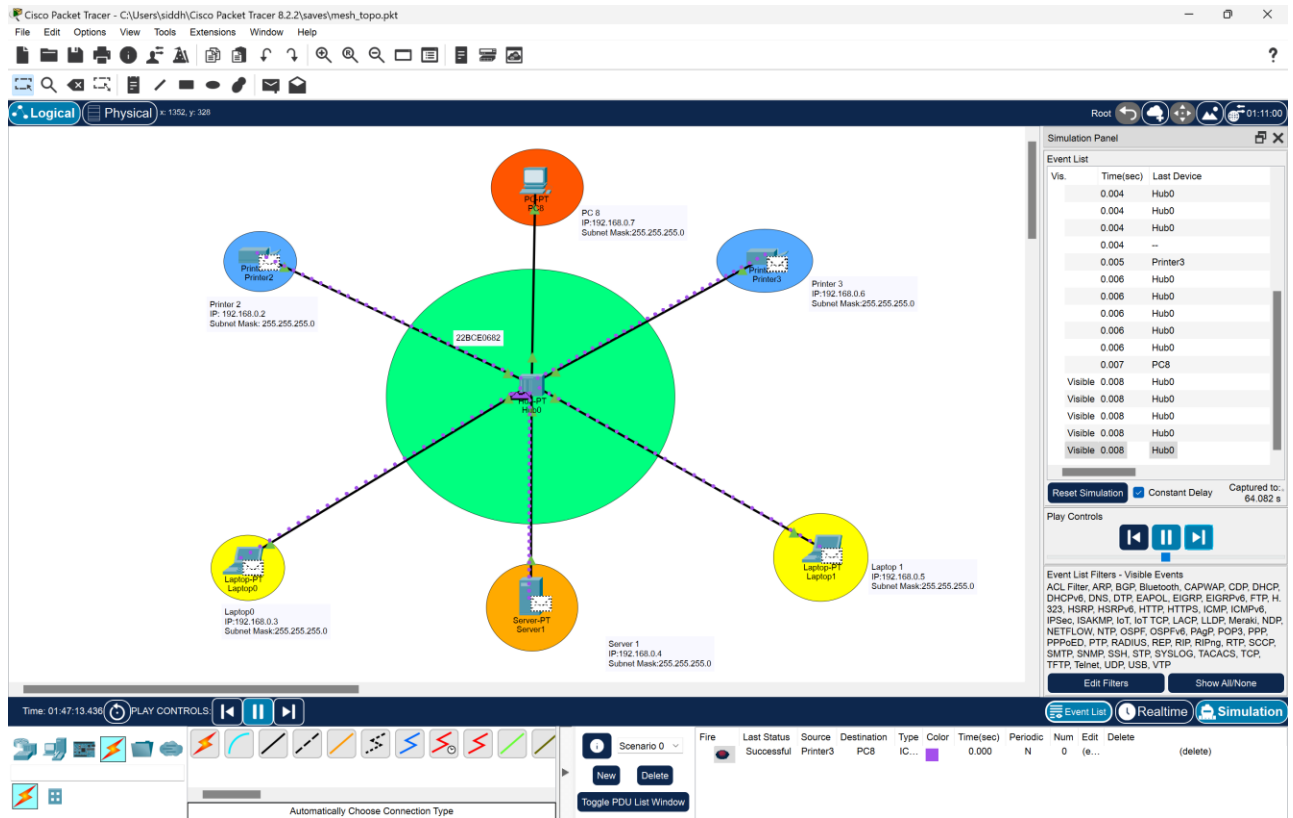 Cisco Packet Tracer - C:\Users\siddh\Cisco Packet Tracer 8.2.2\saves\mesh_topo.pkt
File Edit Options View Tools Extensions Window Help
Logical Physical x: 1352, y: 328
Root 01:11:00
PC-PT
PC8
PC 8
IP:192.168.0.7
Subnet Mask:255.255.255.0
Printer2
Printer 2
IP: 192.168.0.2
Subnet Mask: 255.255.255.0
Printer3
Printer 3
IP:192.168.0.6
Subnet Mask:255.255.255.0
22BCE0682
Hub-PT
Hub0
Laptop-PT
Laptop0
Laptop0
IP:192.168.0.3
Subnet Mask:255.255.255.0
Server-PT
Server1
Server 1
IP:192.168.0.4
Subnet Mask:255.255.255.0
Laptop-PT
Laptop1
Laptop 1
IP:192.168.0.5
Subnet Mask:255.255.255.0
Simulation Panel
Event List
Vis. Time(sec) Last Device
0.004 Hub0
0.004 Hub0
0.004 Hub0
0.004 --
0.005 Printer3
0.006 Hub0
0.006 Hub0
0.006 Hub0
0.006 Hub0
0.006 Hub0
0.007 PC8
Visible 0.008 Hub0
Visible 0.008 Hub0
Visible 0.008 Hub0
Visible 0.008 Hub0
Visible 0.008 Hub0
Reset Simulation Constant Delay Captured to:.
64.082 s
Play Controls
Event List Filters - Visible Events
ACL Filter, ARP, BGP, Bluetooth, CAPWAP, CDP, DHCP,
DHCPv6, DNS, DTP, EAPOL, EIGRP, EIGRPv6, FTP, H.
323, HSRP, HSRPv6, HTTP, HTTPS, ICMP, ICMPv6,
IPSec, ISAKMP, IoT, IoT TCP, LACP, LLDP, Meraki, NDP,
NETFLOW, NTP, OSPF, OSPFv6, PAgP, POP3, PPP,
PPPoED, PTP, RADIUS, REP, RIP, RIPng, RTP, SCCP,
SMTP, SNMP, SSH, STP, SYSLOG, TACACS, TCP,
TFTP, Telnet, UDP, USB, VTP
Edit Filters Show All/None
Time: 01:47:13.436 PLAY CONTROLS:
Event List Realtime Simulation
Scenario 0
New Delete
Toggle PDU List Window
Fire Last Status Source Destination Type Color Time(sec) Periodic Num Edit Delete
Successful Printer3 PC8 IC... 0.000 N 0 (e... (delete)
Automatically Choose Connection Type